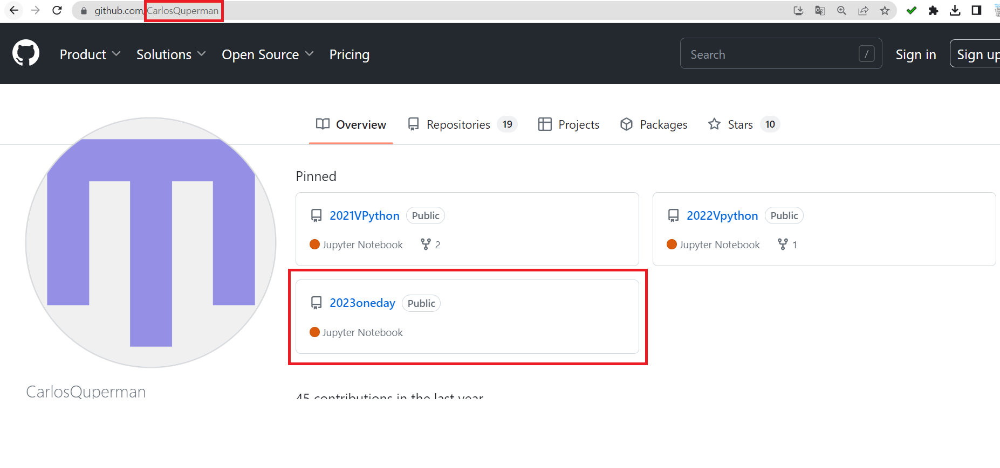 github.com/CarlosQuperman
Product Solutions Open Source Pricing Search / Sign in Sign up
Overview Repositories 19 Projects Packages Stars 10
Pinned
2021VPython Public
Jupyter Notebook 2
2022Vpython Public
Jupyter Notebook 1
2023oneday Public
Jupyter Notebook
CarlosQuperman
45 contributions in the last year